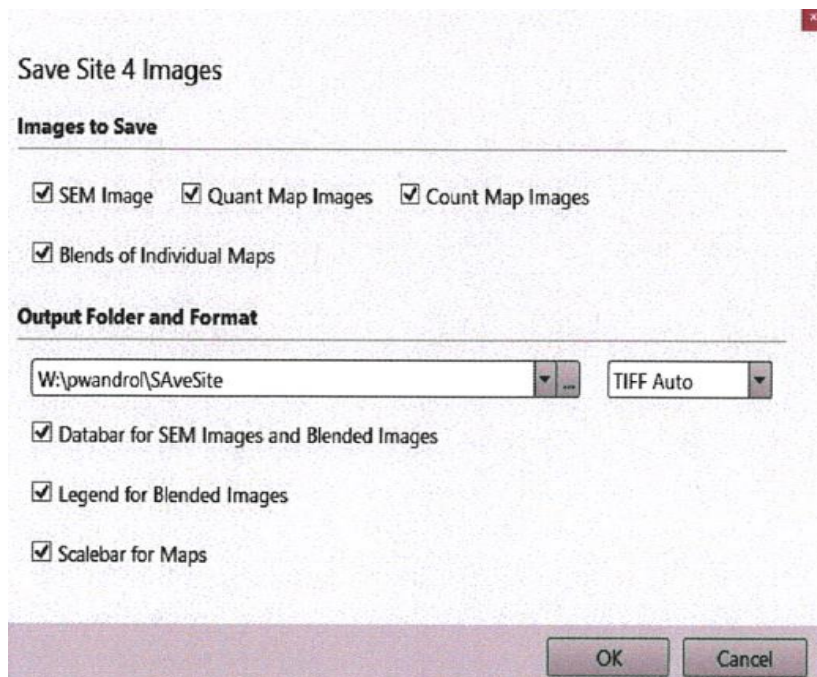 Save Site 4 Images
Images to Save
SEM Image Quant Map Images Count Map Images
Blends of Individual Maps
Output Folder and Format
W:\pwandrol\SAveSite ... TIFF Auto
Databar for SEM Images and Blended Images
Legend for Blended Images
Scalebar for Maps
OK Cancel